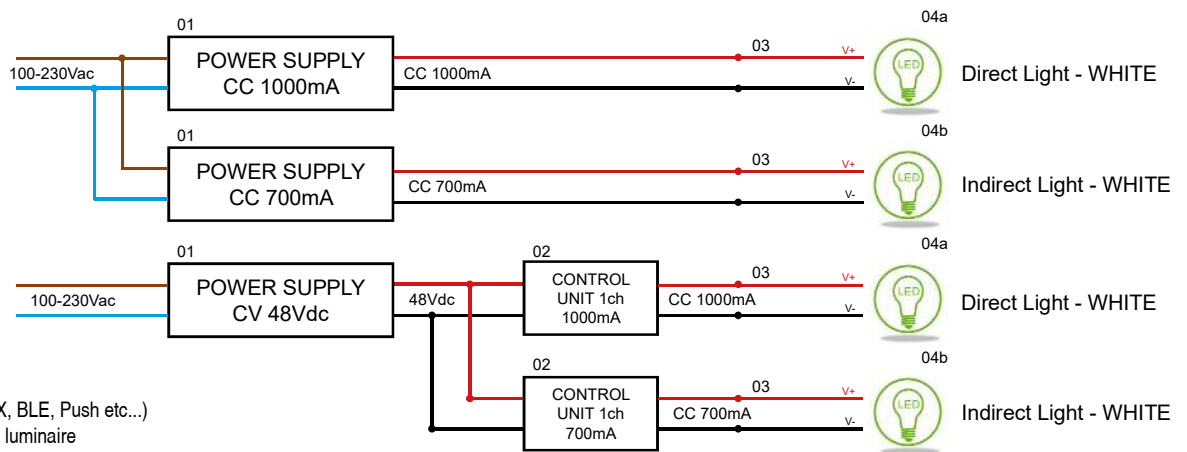 01
04a
POWER SUPPLY
CC 1000mA
100-230Vac
CC 1000mA
03
V+
V-
LED
Direct Light - WHITE
01
04b
POWER SUPPLY
CC 700mA
CC 700mA
03
V+
V-
LED
Indirect Light - WHITE
01
04a
POWER SUPPLY
CV 48Vdc
100-230Vac
48Vdc
02
CONTROL
UNIT 1ch
1000mA
CC 1000mA
03
V+
V-
LED
Direct Light - WHITE
02
04b
CONTROL
UNIT 1ch
700mA
CC 700mA
03
V+
V-
LED
Indirect Light - WHITE
X, BLE, Push etc...)
luminaire